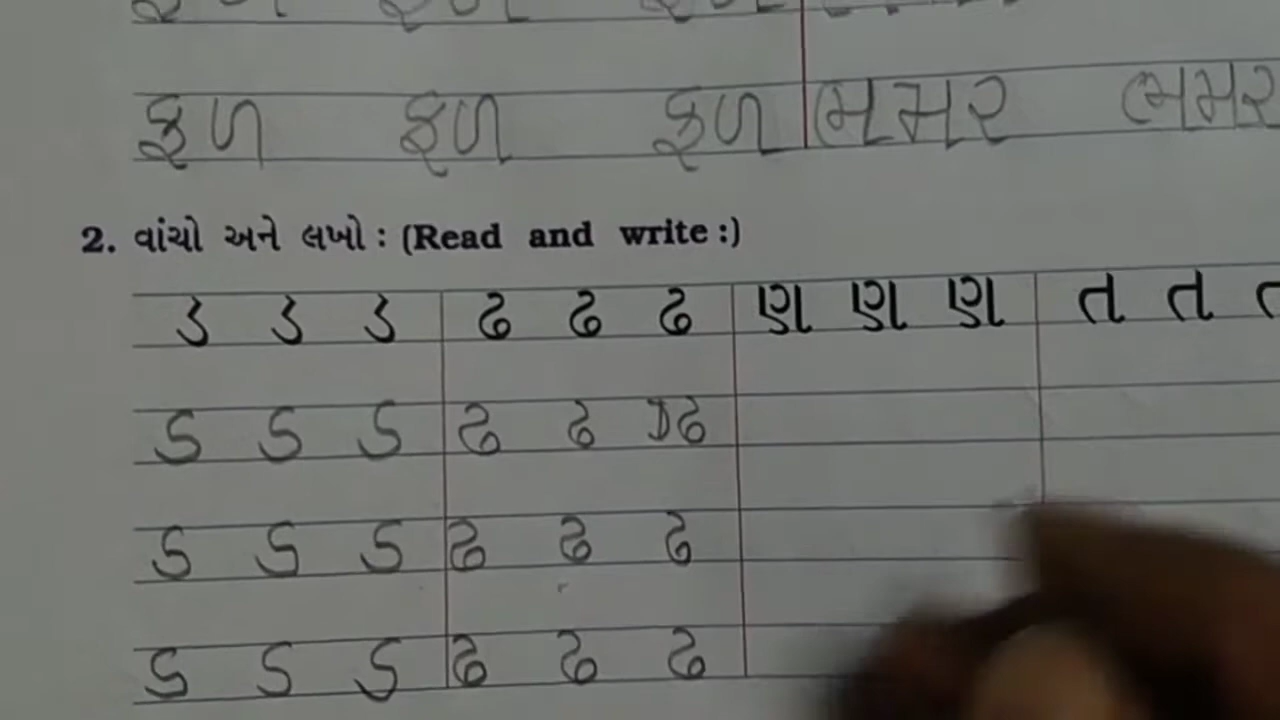 ફળ ફળ ફળ ભમર ભમર
2. વાંચો અને લખો : (Read and write :)
ડ ડ ડ ઢ ઢ ઢ ણ ણ ણ ત ત
ડ ડ ડ ઢ ઢ ઢ
ડ ડ ડ ઢ ઢ ઢ
ડ ડ ડ ઢ ઢ ઢ